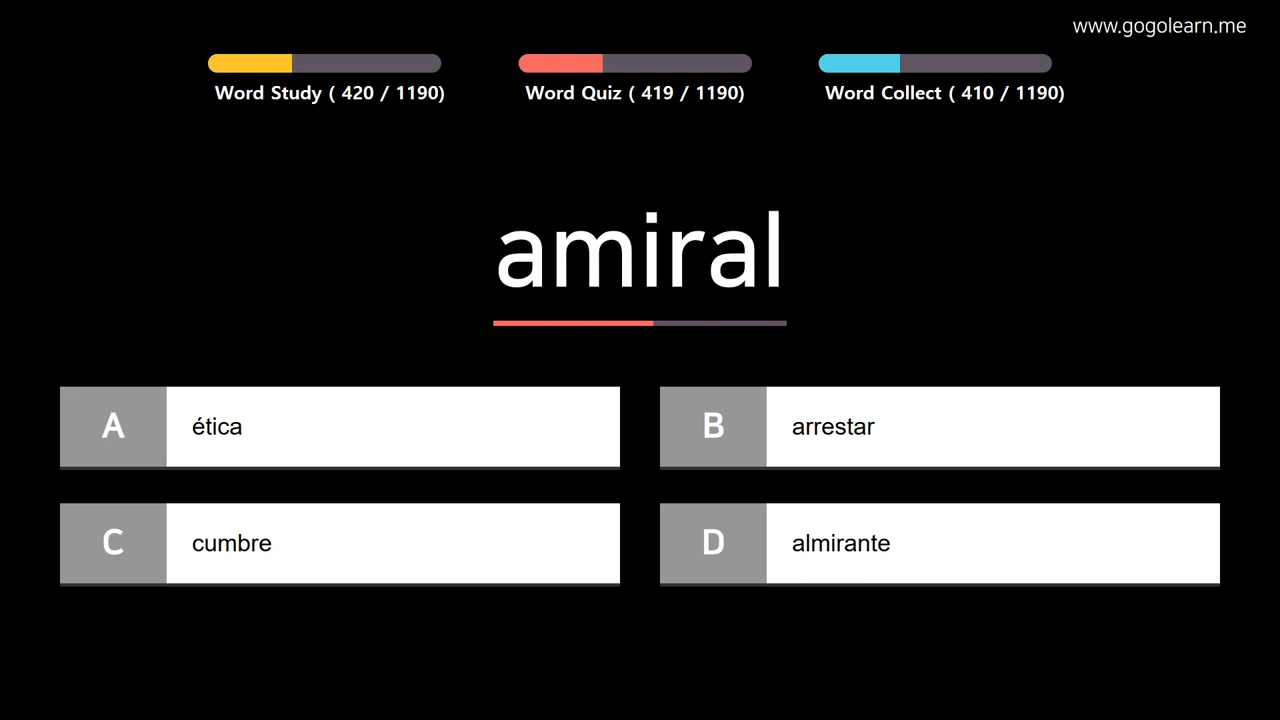 www.gogolearn.me
Word Study ( 420 / 1190)
Word Quiz ( 419 / 1190)
Word Collect ( 410 / 1190)
amiral
A ética
B arrestar
C cumbre
D almirante